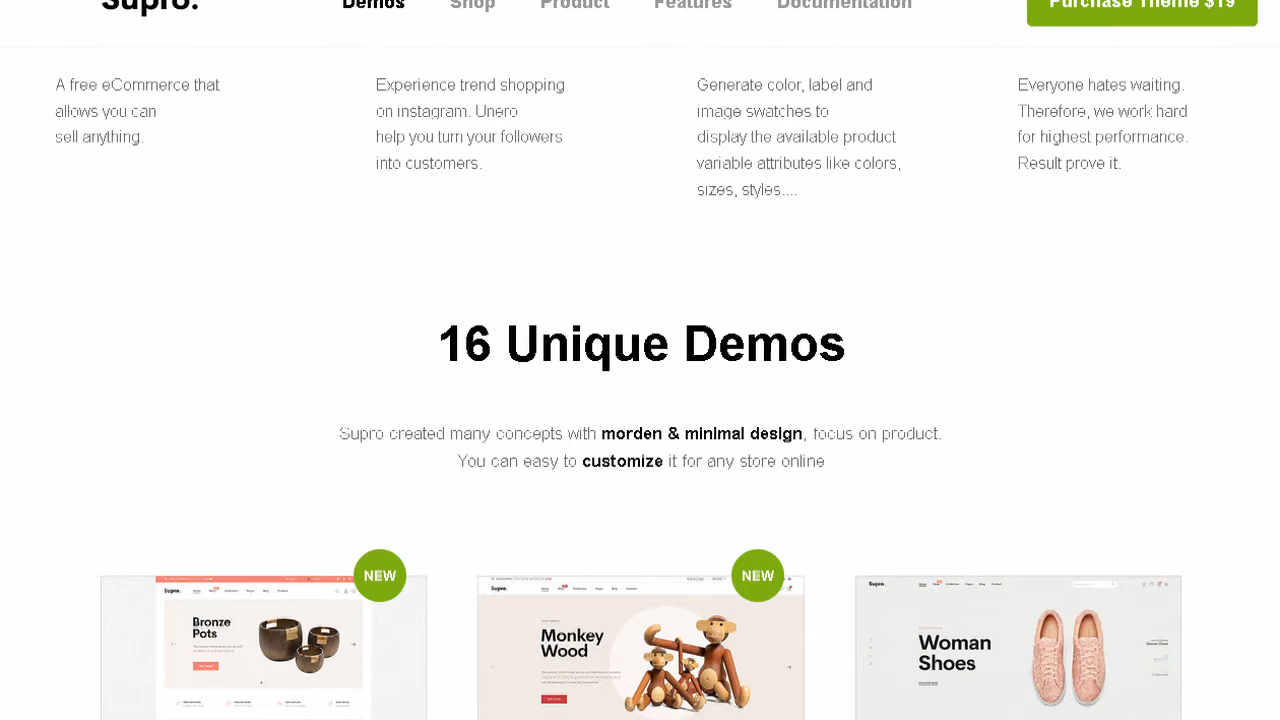 Supro.
Demos Shop Product Features Documentation
Purchase Theme $19
A free eCommerce that
allows you can
sell anything.
Experience trend shopping
on instagram. Unero
help you turn your followers
into customers.
Generate color, label and
image swatches to
display the available product
variable attributes like colors,
sizes, styles....
Everyone hates waiting.
Therefore, we work hard
for highest performance.
Result prove it.
16 Unique Demos
Supro created many concepts with morden & minimal design, focus on product.
You can easy to customize it for any store online
NEW
Supro.
Bronze
Pots
NEW
Supro.
Monkey
Wood
Supro.
Woman
Shoes